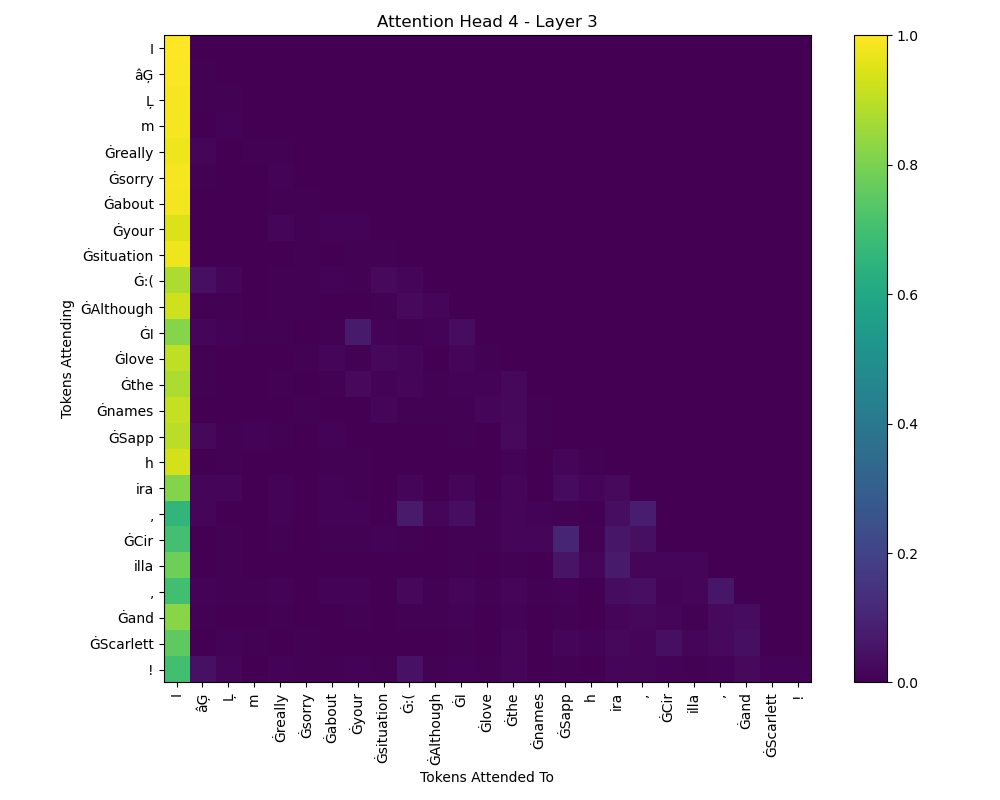 Attention Head 4 - Layer 3
Tokens Attending
I
âĢ
Ļ
m
Ġreally
Ġsorry
Ġabout
Ġyour
Ġsituation
Ġ:(
ĠAlthough
ĠI
Ġlove
Ġthe
Ġnames
ĠSapp
h
ira
,
ĠCir
illa
,
Ġand
ĠScarlett
!
I
âĢ
Ļ
m
Ġreally
Ġsorry
Ġabout
Ġyour
Ġsituation
Ġ:(
ĠAlthough
ĠI
Ġlove
Ġthe
Ġnames
ĠSapp
h
ira
,
ĠCir
illa
,
Ġand
ĠScarlett
!
Tokens Attended To
1.0
0.8
0.6
0.4
0.2
0.0